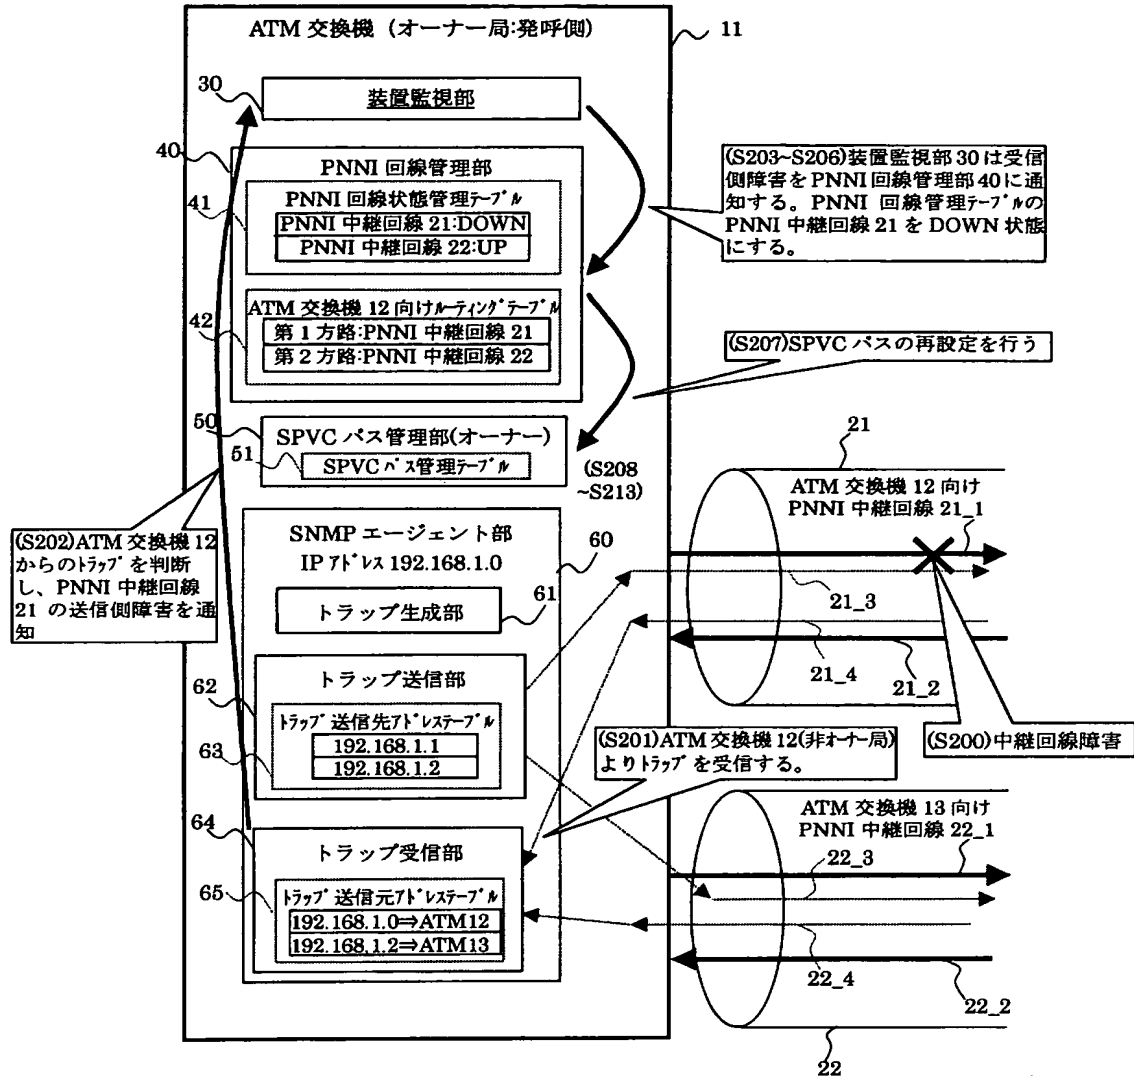 ATM 交換機 (オーナー局:発呼側)
11
30
装置監視部
40
PNNI 回線管理部
41
PNNI 回線状態管理テーブル
PNNI 中継回線 21:DOWN
PNNI 中継回線 22:UP
42
ATM 交換機 12 向けルーティングテーブル
第 1 方路:PNNI 中継回線 21
第 2 方路:PNNI 中継回線 22
(S203~S206)装置監視部 30 は受信
側障害を PNNI 回線管理部 40 に通
知する。PNNI 回線管理テーブルの
PNNI 中継回線 21 を DOWN 状態
にする。
(S207)SPVC パスの再設定を行う
50
SPVC パス管理部(オーナー)
51
SPVC パス管理テーブル
(S208
~S213)
(S202)ATM 交換機 12
からのトラップを判断
し、PNNI 中継回線
21 の送信側障害を通
知
SNMP エージェント部
IP アドレス 192.168.1.0
60
トラップ生成部
61
62
トラップ送信部
63
トラップ送信先アドレステーブル
192.168.1.1
192.168.1.2
64
トラップ受信部
65
トラップ送信元アドレステーブル
192.168.1.0⇒ATM12
192.168.1.2⇒ATM13
21
ATM 交換機 12 向け
PNNI 中継回線 21_1
21_3
21_4
21_2
(S200)中継回線障害
(S201)ATM 交換機 12(非オーナー局)
よりトラップを受信する。
ATM 交換機 13 向け
PNNI 中継回線 22_1
22_3
22_4
22_2
22